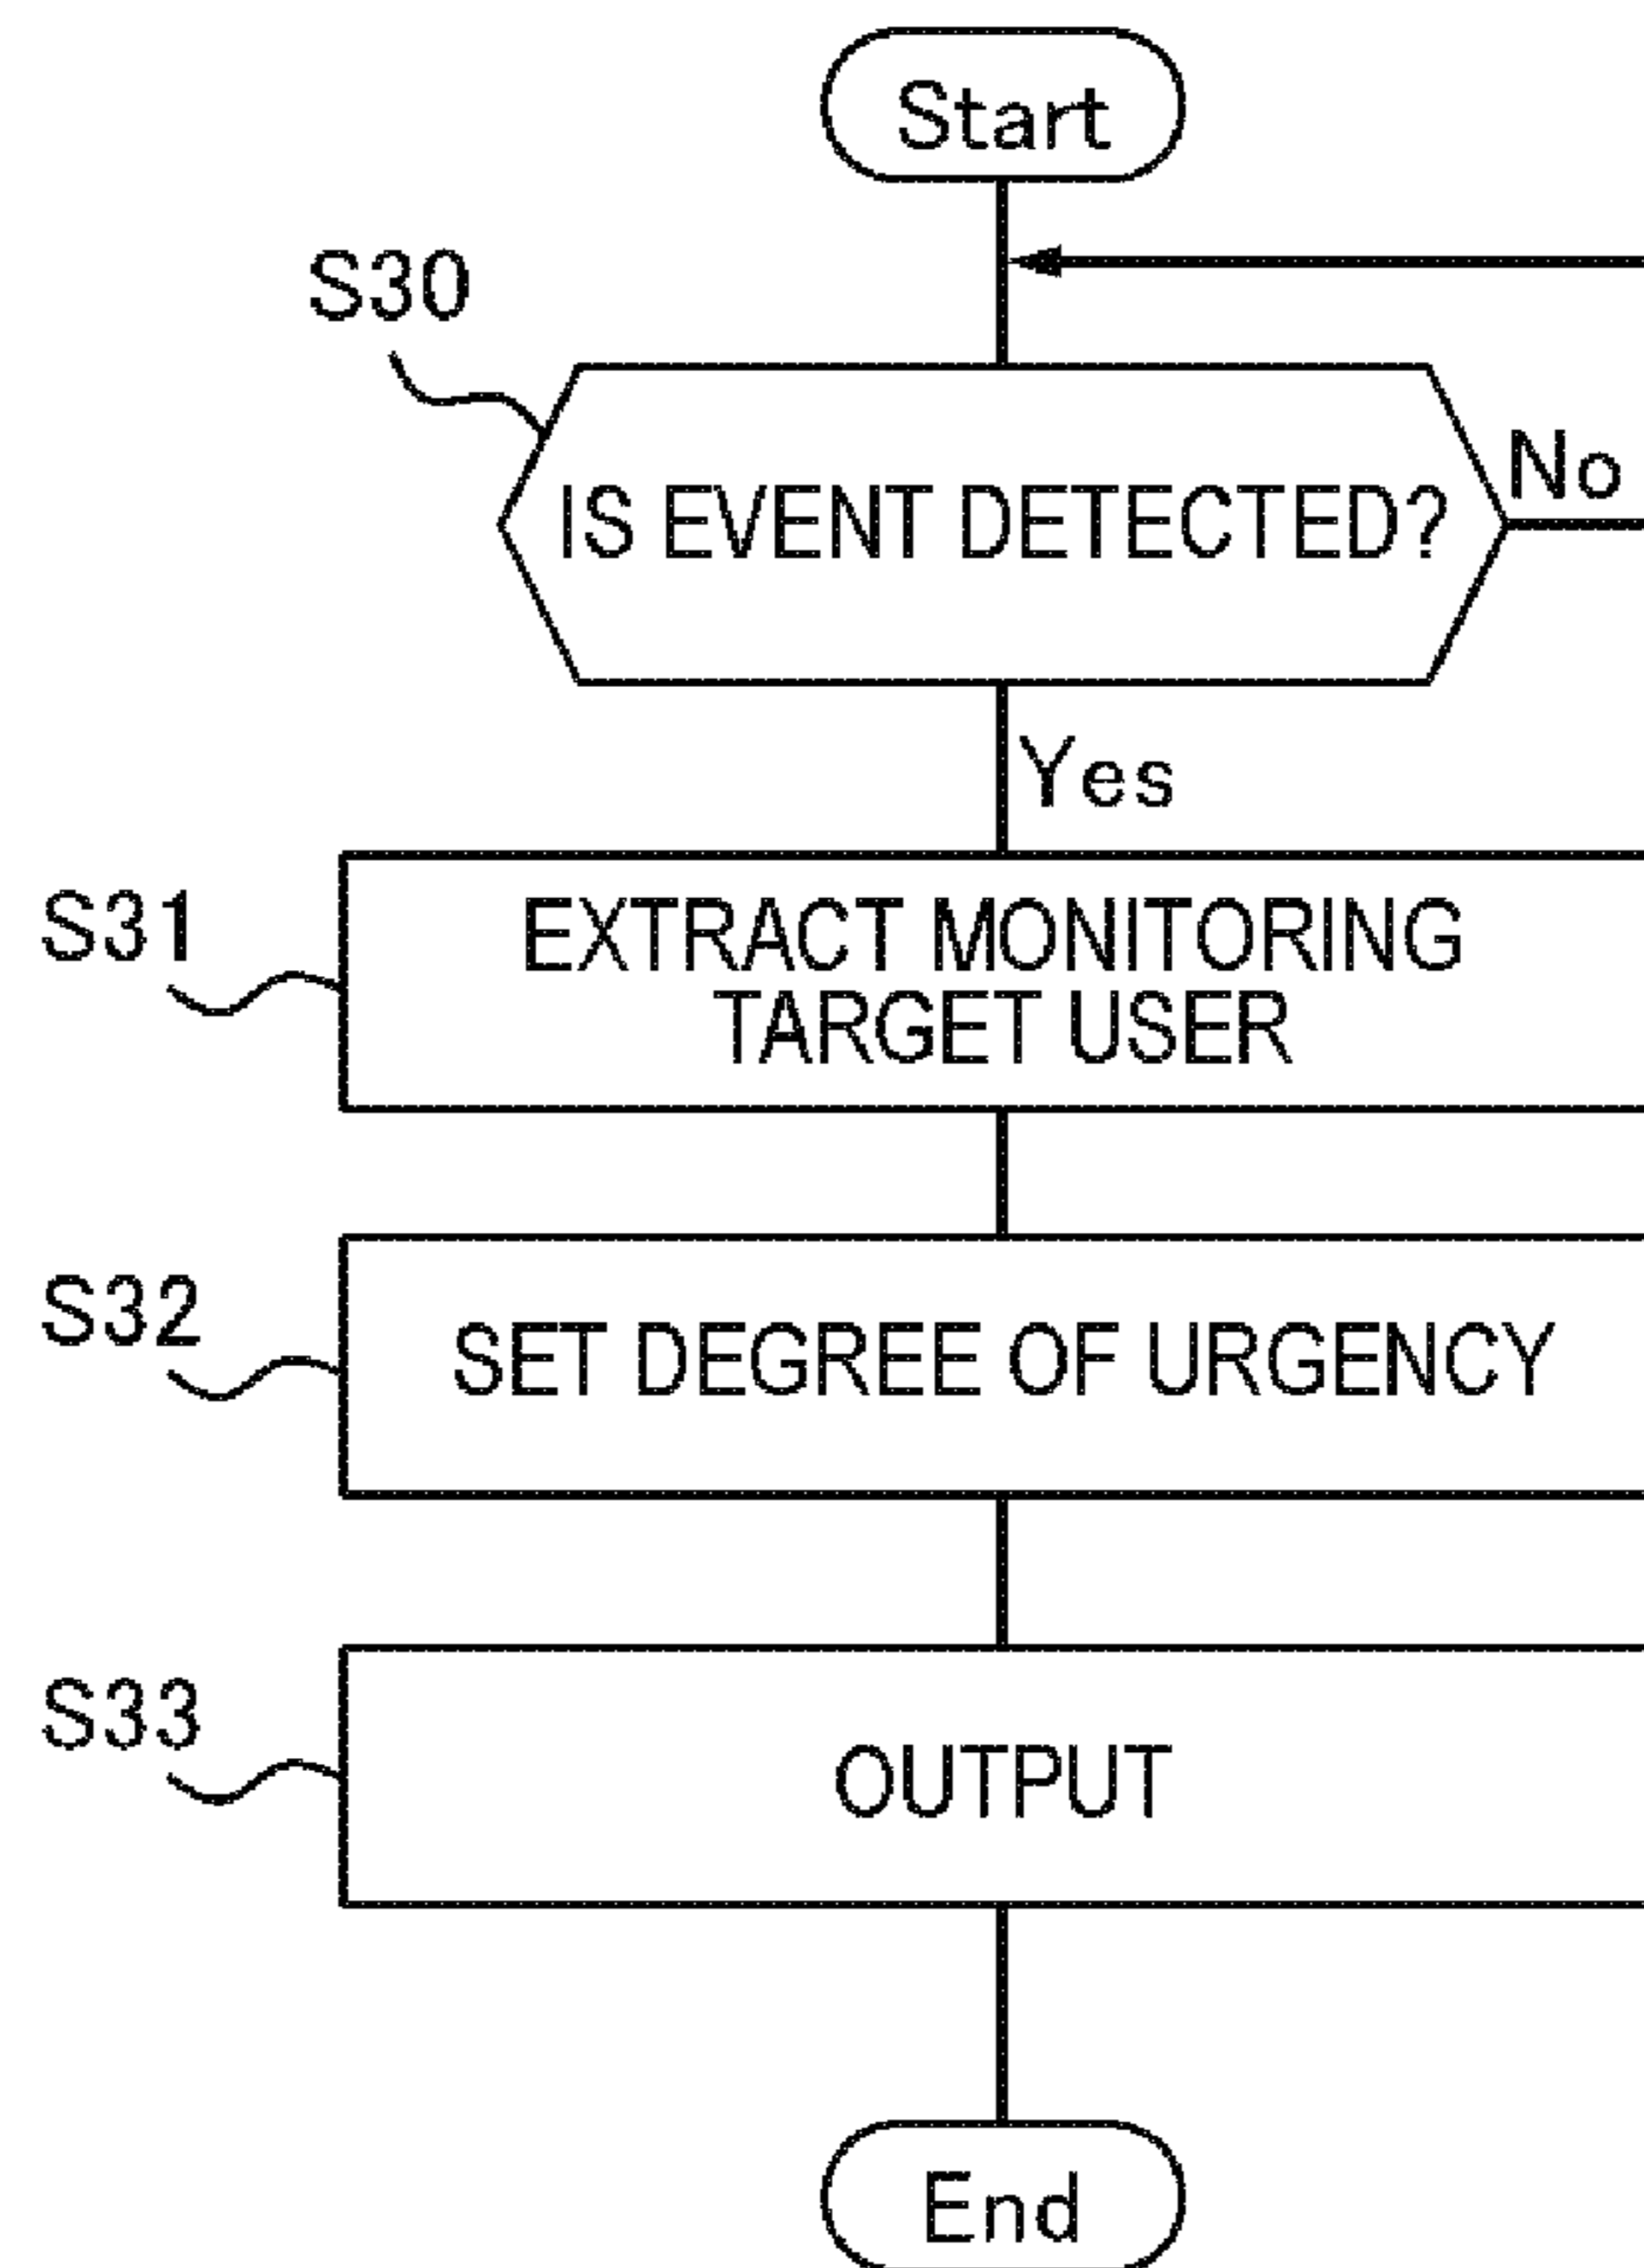 Start
S30
IS EVENT DETECTED?
No
Yes
S31
EXTRACT MONITORING
TARGET USER
S32
SET DEGREE OF URGENCY
S33
OUTPUT
End